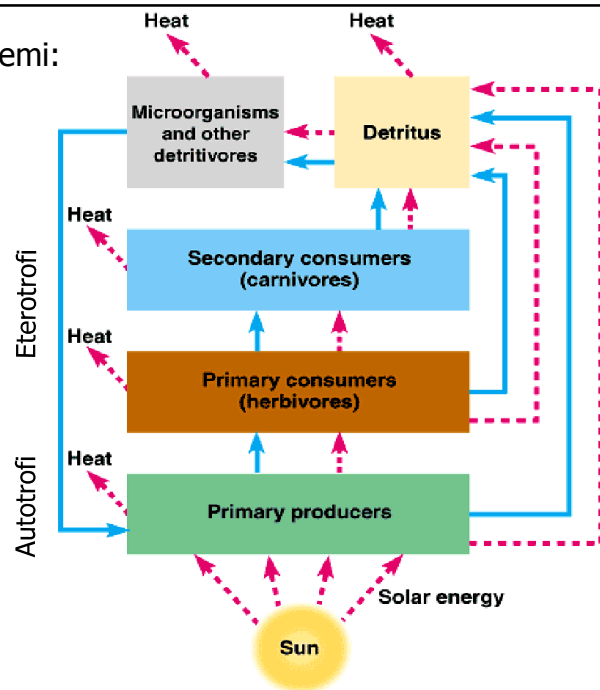 Heat
Heat
emi:
Microorganisms
and other
detritivores
Detritus
Heat
Secondary consumers
(carnivores)
Eterotrofi
Heat
Primary consumers
(herbivores)
Heat
Autotrofi
Primary producers
Solar energy
Sun